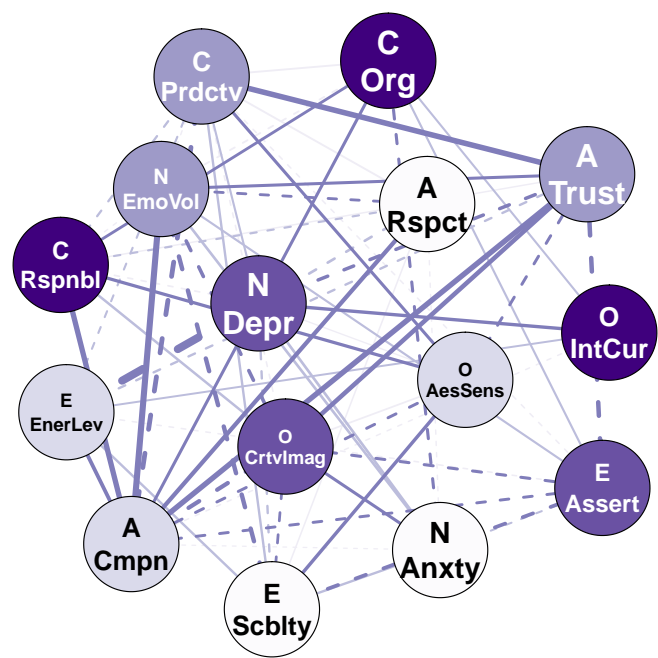 C
Org
C
Prdctv
A
Trust
N
EmoVol
A
Rspct
C
Rspnbl
N
Depr
O
IntCur
O
AesSens
E
EnerLev
O
CrtvImag
E
Assert
A
Cmpn
N
Anxty
E
Scblty